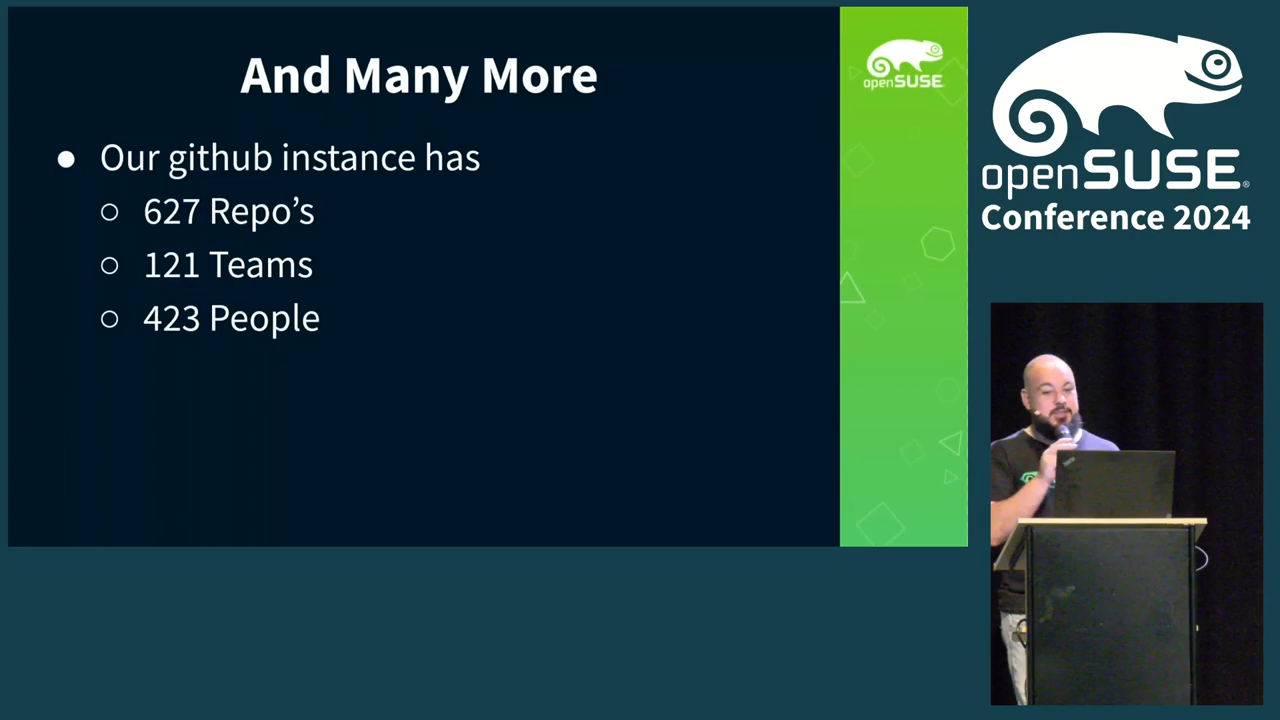 And Many More
● Our github instance has
○ 627 Repo’s
○ 121 Teams
○ 423 People
openSUSE
openSUSE®
Conference 2024